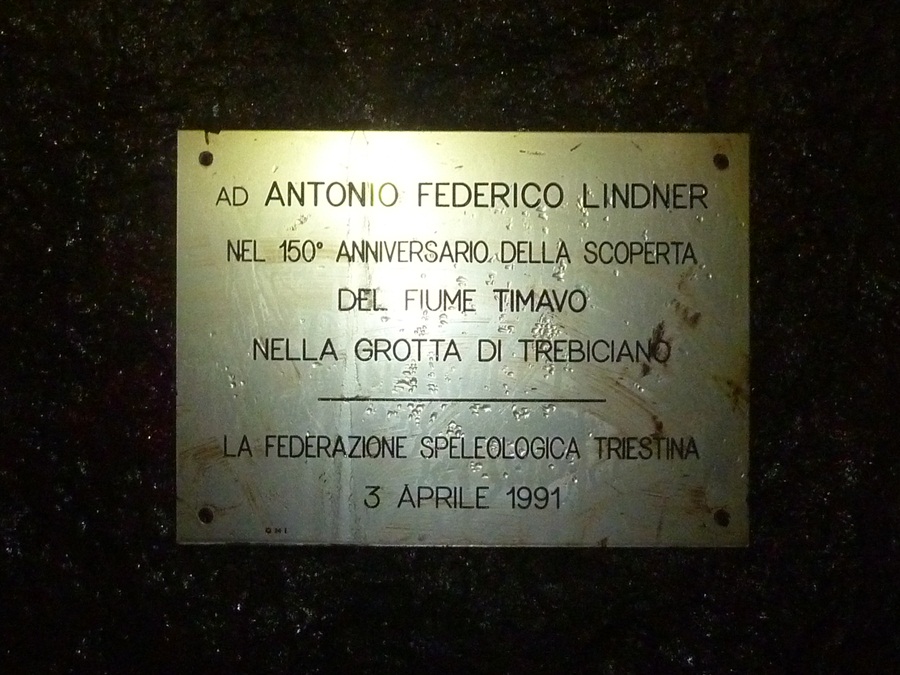 AD ANTONIO FEDERICO LINDNER
NEL 150° ANNIVERSARIO DELLA SCOPERTA
DEL FIUME TIMAVO
NELLA GROTTA DI TREBICIANO
LA FEDERAZIONE SPELEOLOGICA TRIESTINA
3 APRILE 1991